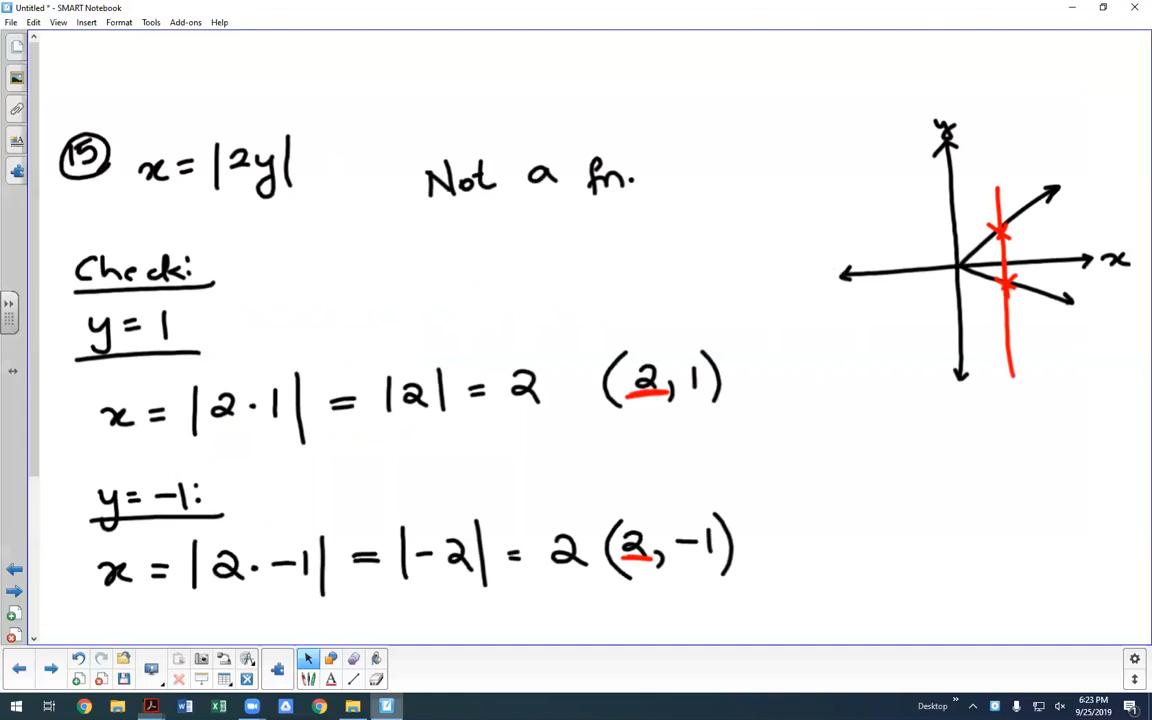 Untitled * - SMART Notebook
File Edit View Insert Format Tools Add-ons Help
15 x = |2y| Not a fn.
Check:
y = 1
x = |2 · 1| = |2| = 2 (2, 1)
y = -1:
x = |2 · -1| = |-2| = 2 (2, -1)
y
x
Desktop
6:23 PM
9/25/2019